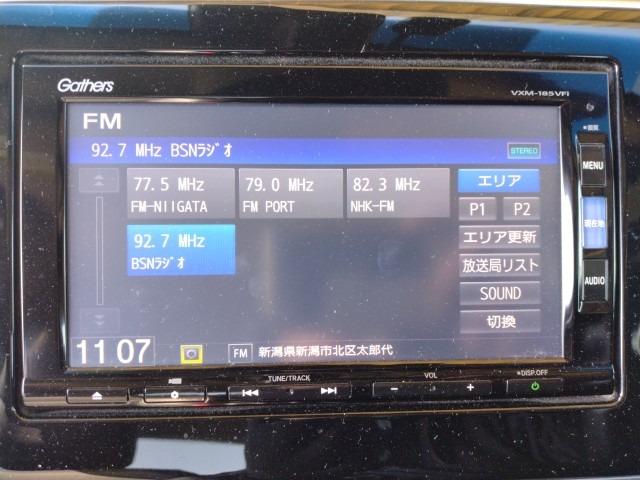 Gathers
VXM-185VFi
FM
92.7 MHz BSNﾗｼﾞｵ STEREO
77.5 MHz
FM-NIIGATA
79.0 MHz
FM PORT
82.3 MHz
NHK-FM
92.7 MHz
BSNﾗｼﾞｵ
エリア
P1 P2
エリア更新
放送局リスト
SOUND
切換
MENU
現在地
AUDIO
11 07 FM 新潟県新潟市北区太郎代
TUNE/TRACK
VOL
DISP.OFF